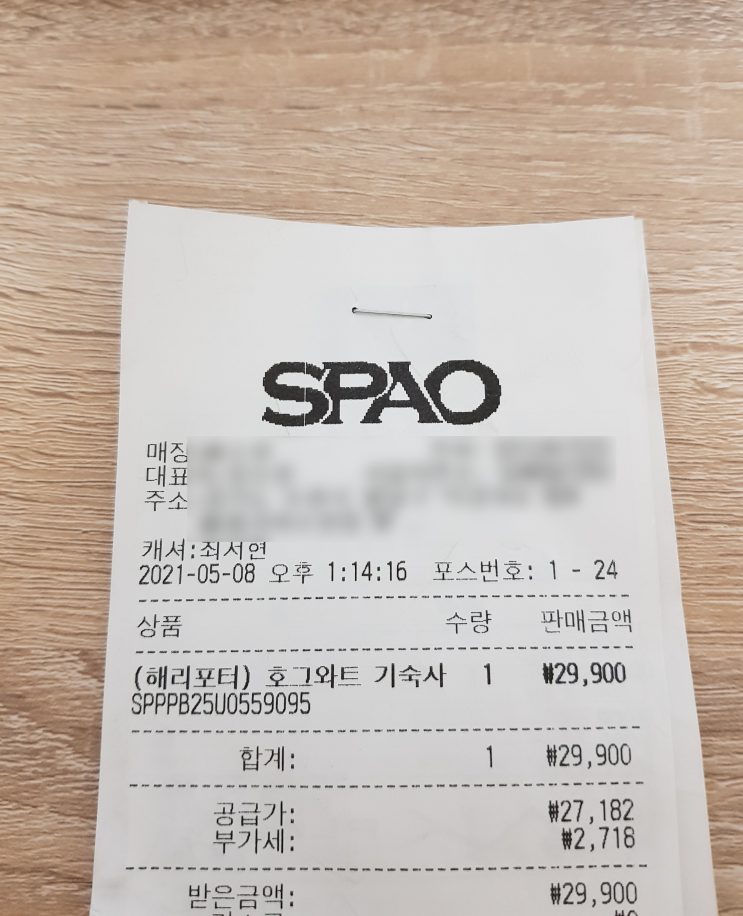 SPAO
매장
대표
주소
캐셔:최서연
2021-05-08 오후 1:14:16 포스번호: 1 - 24
상품 수량 판매금액
(해리포터) 호그와트 기숙사 1 ₩29,900
SPPPB25U0559095
합계: 1 ₩29,900
공급가: ₩27,182
부가세: ₩2,718
받은금액: ₩29,900
₩0